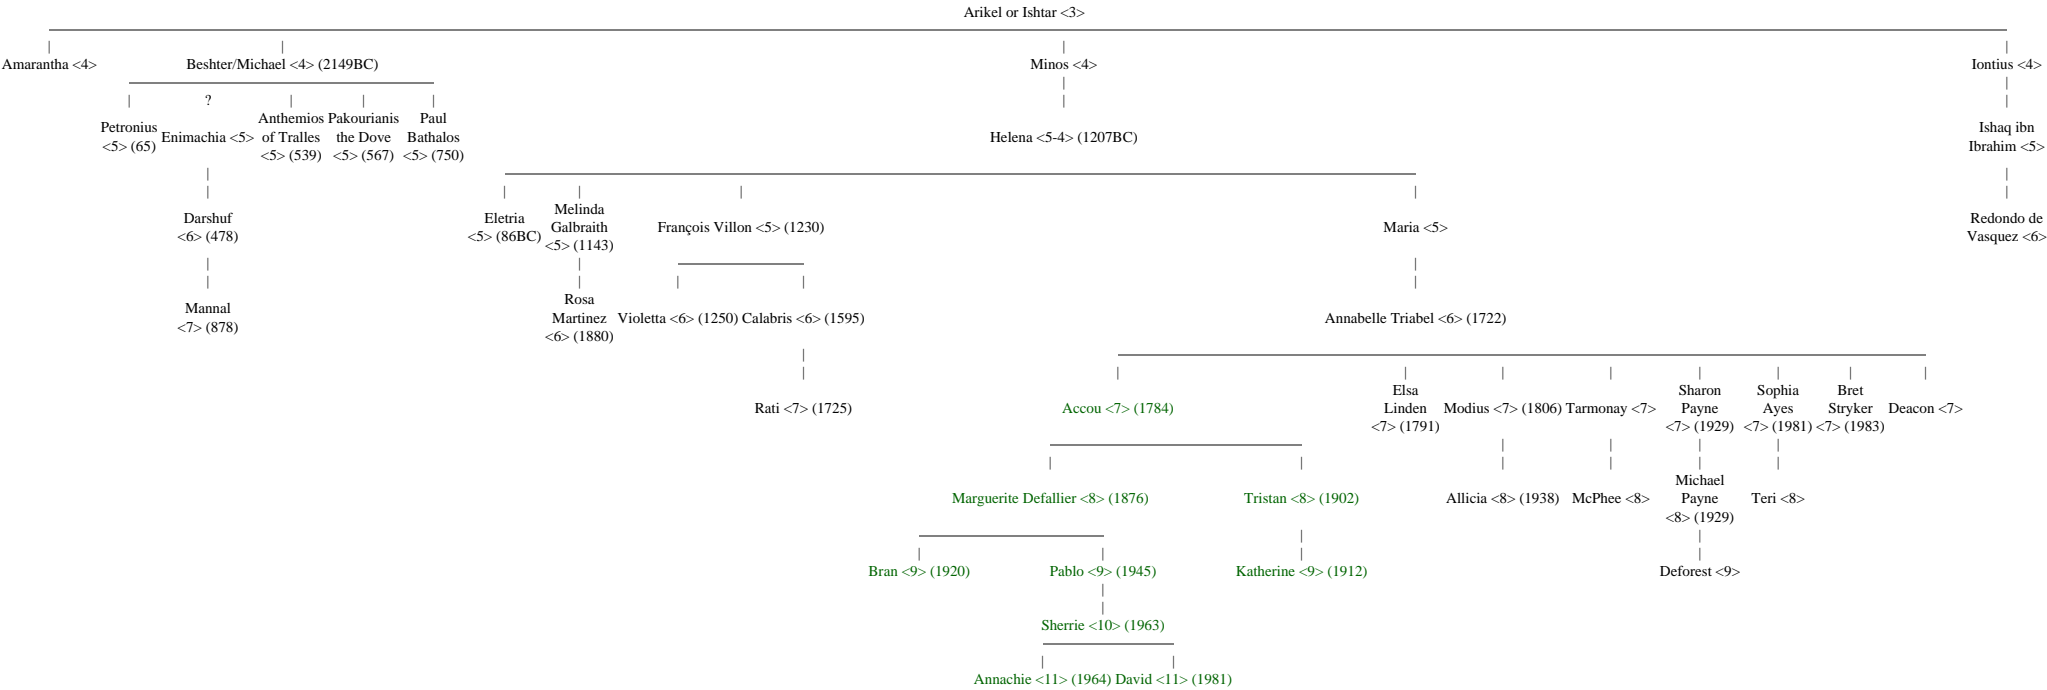 Arikel or Ishtar <3>
Amarantha <4>
Beshter/Michael <4> (2149BC)
Minos <4>
Iontius <4>
?
Petronius
<5> (65)
Enimachia <5>
Anthemios
of Tralles
<5> (539)
Pakourianis
the Dove
<5> (567)
Paul
Bathalos
<5> (750)
Helena <5-4> (1207BC)
Ishaq ibn
Ibrahim <5>
Darshuf
<6> (478)
Eletria
<5> (86BC)
Melinda
Galbraith
<5> (1143)
François Villon <5> (1230)
Maria <5>
Redondo de
Vasquez <6>
Mannal
<7> (878)
Rosa
Martinez
<6> (1880)
Violetta <6> (1250)
Calabris <6> (1595)
Annabelle Triabel <6> (1722)
Rati <7> (1725)
Accou <7> (1784)
Elsa
Linden
<7> (1791)
Modius <7> (1806)
Tarmonay <7>
Sharon
Payne
<7> (1929)
Sophia
Ayes
<7> (1981)
Bret
Stryker
<7> (1983)
Deacon <7>
Marguerite Defallier <8> (1876)
Tristan <8> (1902)
Allicia <8> (1938)
McPhee <8>
Michael
Payne
<8> (1929)
Teri <8>
Bran <9> (1920)
Pablo <9> (1945)
Katherine <9> (1912)
Deforest <9>
Sherrie <10> (1963)
Annachie <11> (1964)
David <11> (1981)